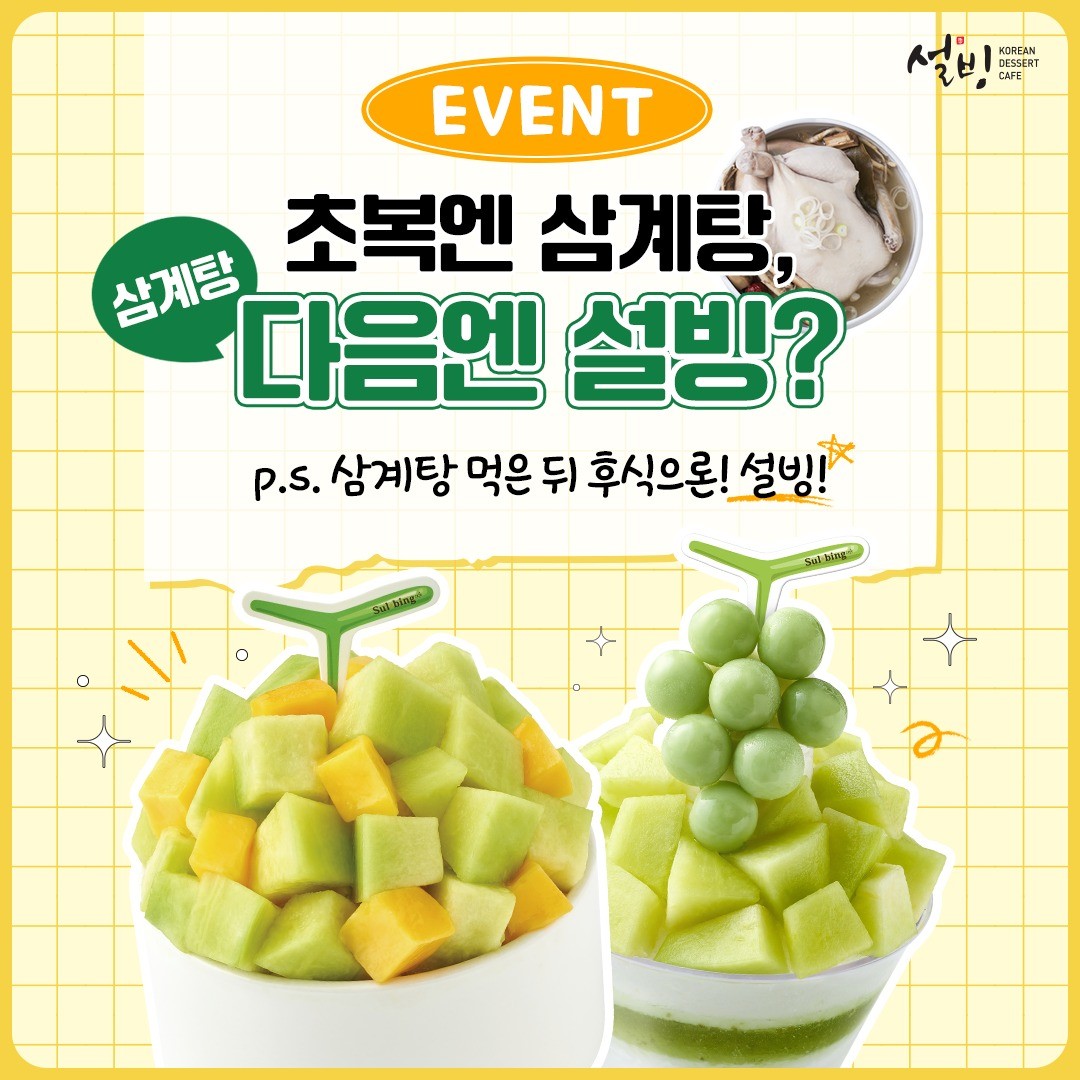 설빙
KOREAN
DESSERT
CAFE
EVENT
초복엔 삼계탕,
삼계탕
다음엔 설빙?
p.s. 삼계탕 먹은 뒤 후식으론! 설빙!
Sul bing
Sul bing